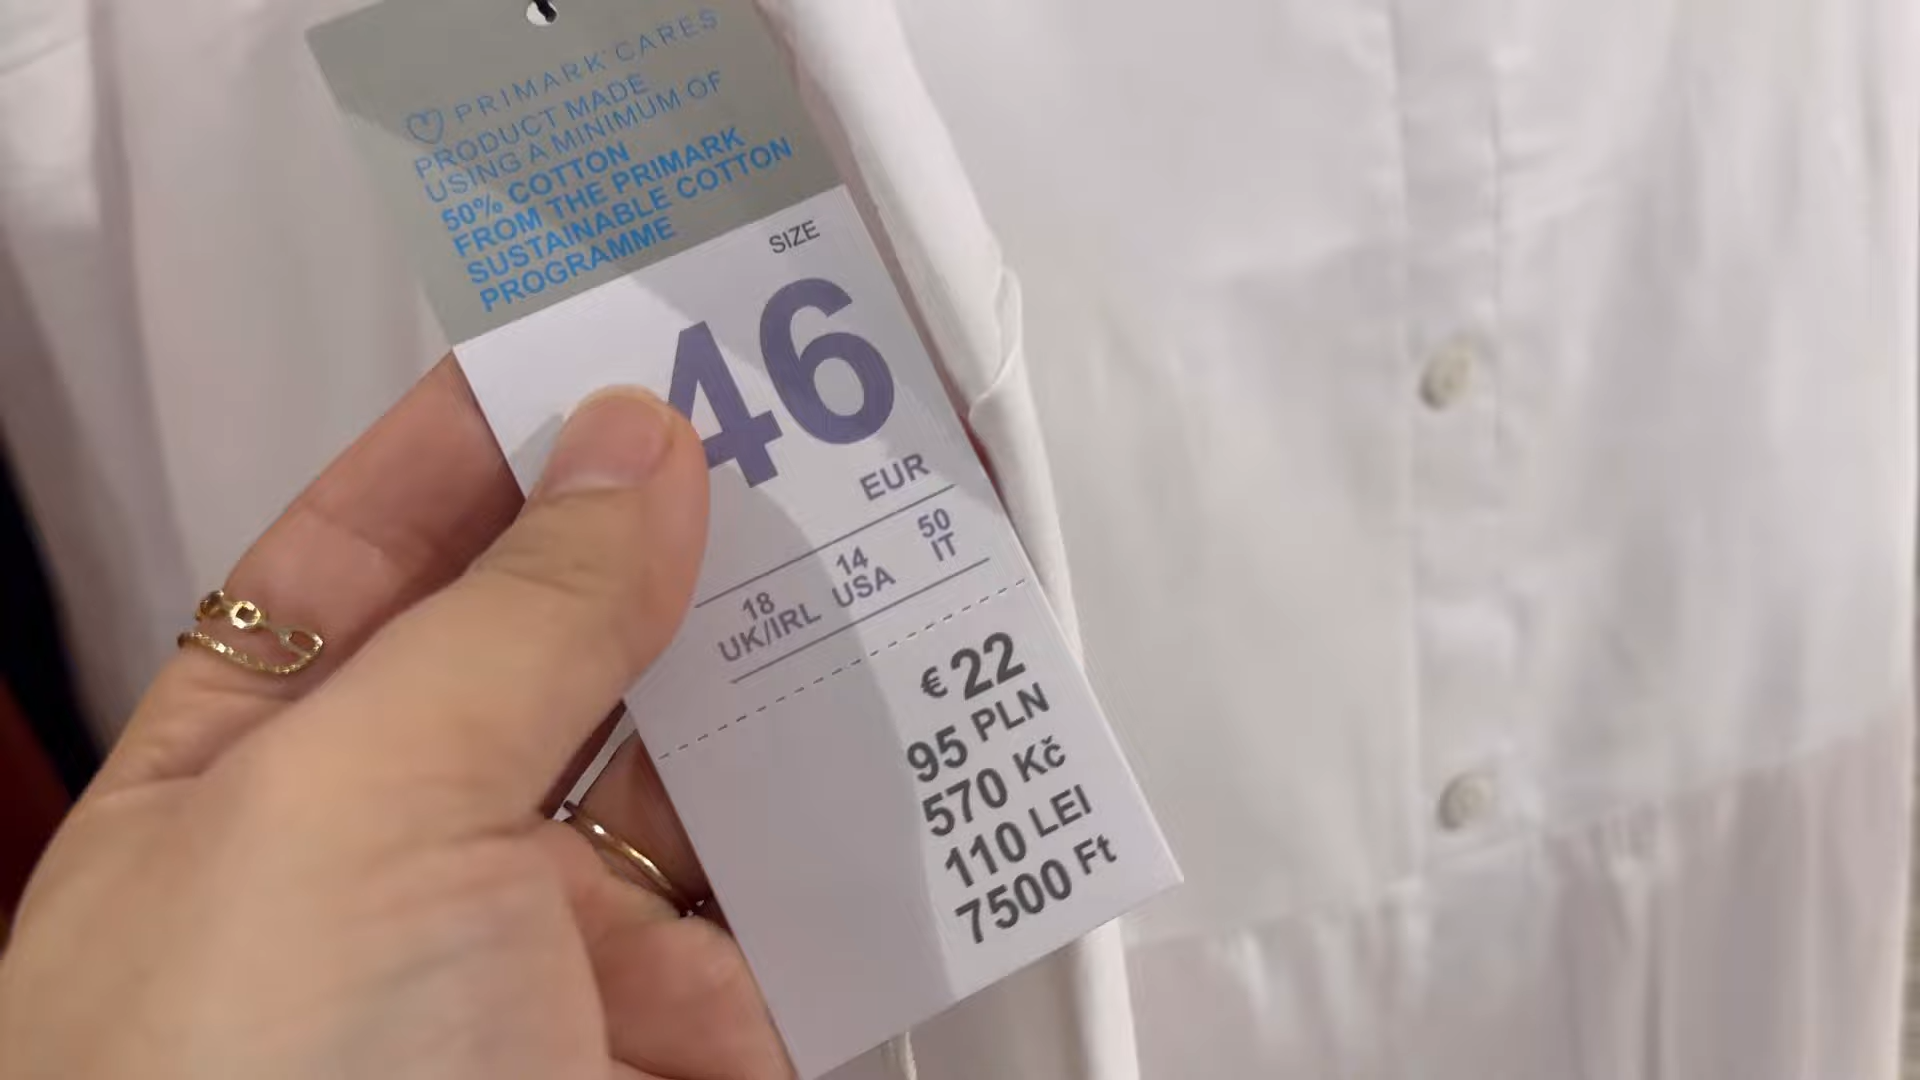 PRIMARK CARES
PRODUCT MADE
USING A MINIMUM OF
50% COTTON
FROM THE PRIMARK
SUSTAINABLE COTTON
PROGRAMME
SIZE
46
EUR
18 14 50
UK/IRL USA IT
€22
95 PLN
570 Kč
110 LEI
7500 Ft